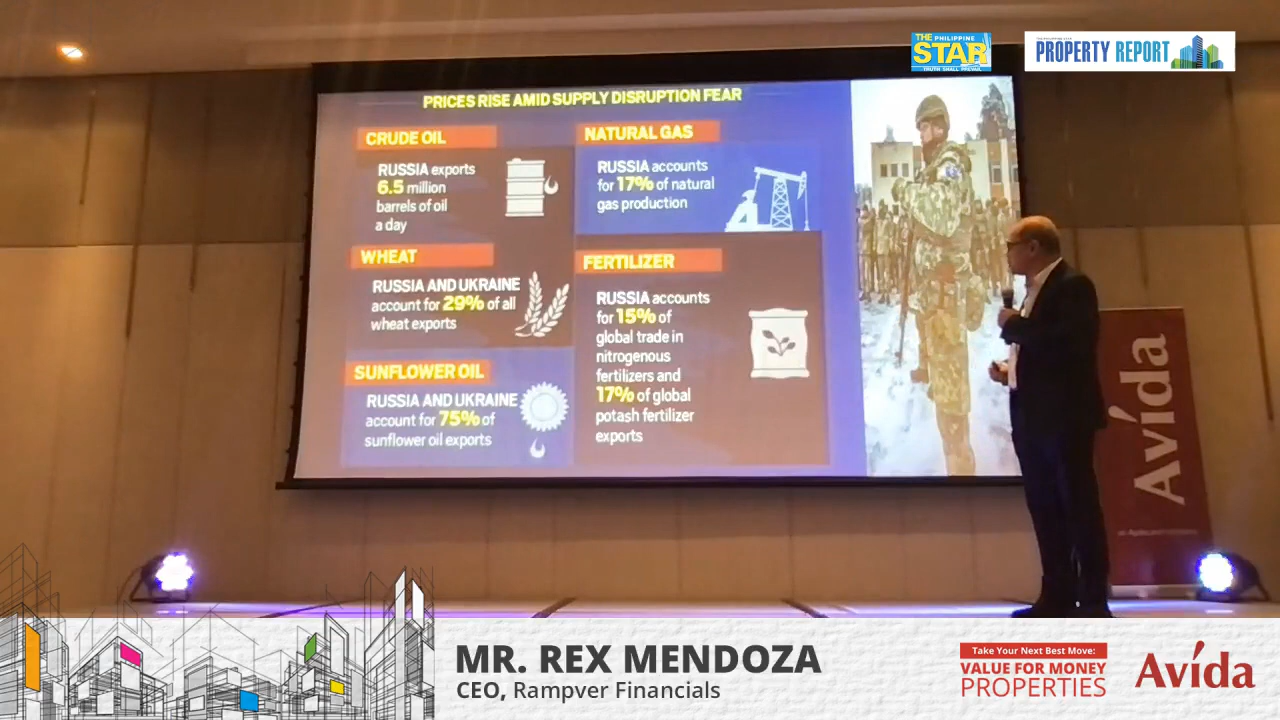 THE PHILIPPINE
STAR
TRUTH SHALL PREVAIL
PROPERTY REPORT
PRICES RISE AMID SUPPLY DISRUPTION FEAR
CRUDE OIL
RUSSIA exports
6.5 million
barrels of oil
a day
NATURAL GAS
RUSSIA accounts
for 17% of natural
gas production
WHEAT
RUSSIA AND UKRAINE
account for 29% of all
wheat exports
FERTILIZER
RUSSIA accounts
for 15% of
global trade in
nitrogenous
fertilizers and
17% of global
potash fertilizer
exports
SUNFLOWER OIL
RUSSIA AND UKRAINE
account for 75% of
sunflower oil exports
Avida
MR. REX MENDOZA
CEO, Rampver Financials
Take Your Next Best Move:
VALUE FOR MONEY
PROPERTIES
Avída